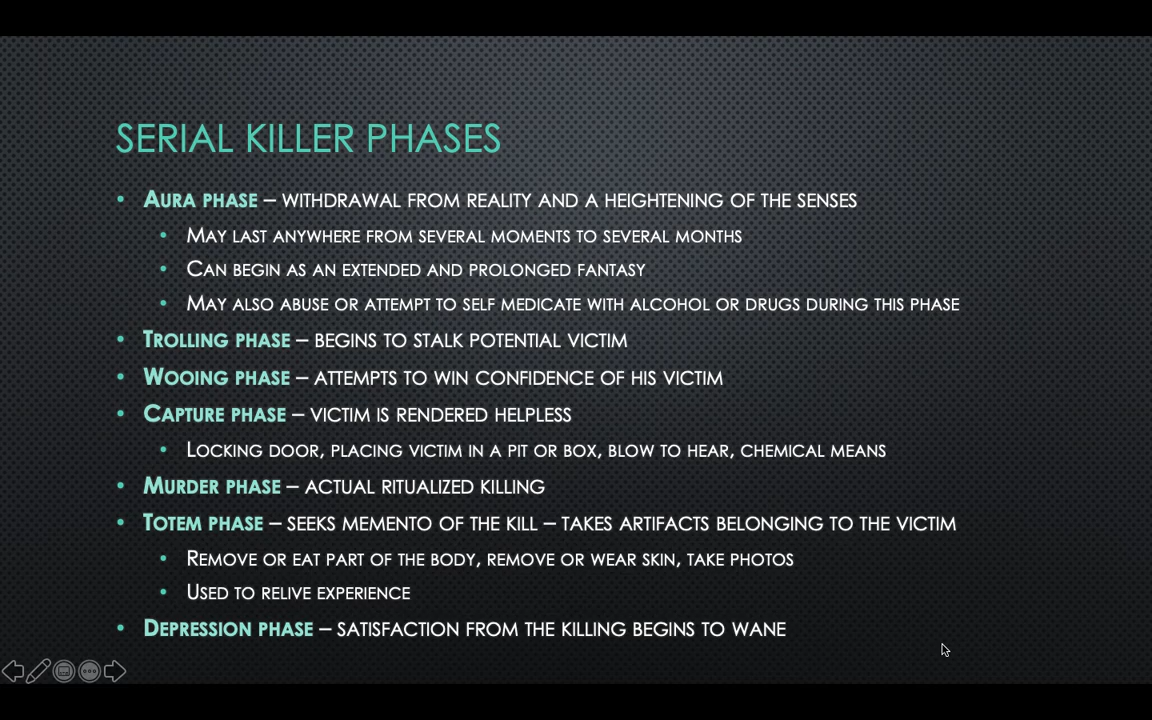 SERIAL KILLER PHASES
• AURA PHASE – WITHDRAWAL FROM REALITY AND A HEIGHTENING OF THE SENSES
• MAY LAST ANYWHERE FROM SEVERAL MOMENTS TO SEVERAL MONTHS
• CAN BEGIN AS AN EXTENDED AND PROLONGED FANTASY
• MAY ALSO ABUSE OR ATTEMPT TO SELF MEDICATE WITH ALCOHOL OR DRUGS DURING THIS PHASE
• TROLLING PHASE – BEGINS TO STALK POTENTIAL VICTIM
• WOOING PHASE – ATTEMPTS TO WIN CONFIDENCE OF HIS VICTIM
• CAPTURE PHASE – VICTIM IS RENDERED HELPLESS
• LOCKING DOOR, PLACING VICTIM IN A PIT OR BOX, BLOW TO HEAR, CHEMICAL MEANS
• MURDER PHASE – ACTUAL RITUALIZED KILLING
• TOTEM PHASE – SEEKS MEMENTO OF THE KILL – TAKES ARTIFACTS BELONGING TO THE VICTIM
• REMOVE OR EAT PART OF THE BODY, REMOVE OR WEAR SKIN, TAKE PHOTOS
• USED TO RELIVE EXPERIENCE
• DEPRESSION PHASE – SATISFACTION FROM THE KILLING BEGINS TO WANE